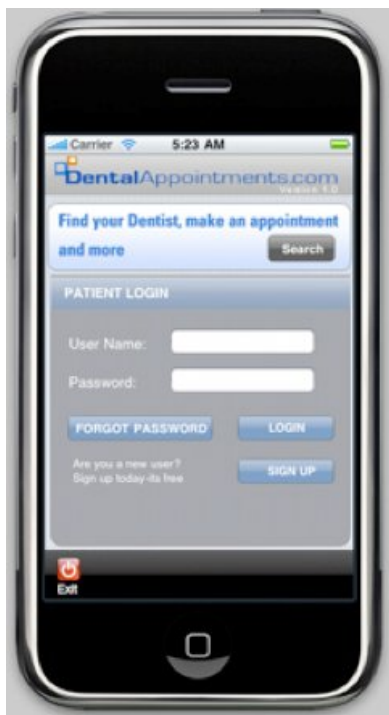 Carrier 5:23 AM
DentalAppointments.com
Version 1.0
Find your Dentist, make an appointment
and more Search
PATIENT LOGIN
User Name:
Password:
FORGOT PASSWORD LOGIN
Are you a new user?
Sign up today-its free
SIGN UP
Exit